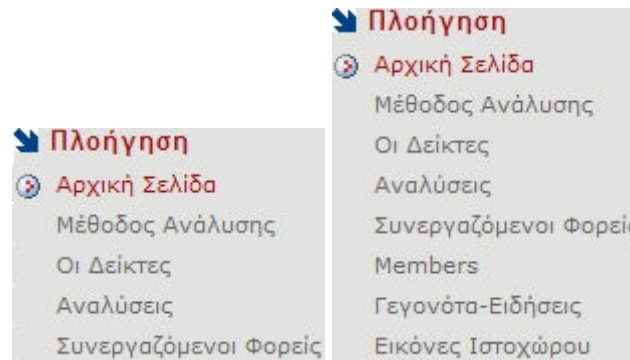 Πλοήγηση
Αρχική Σελίδα
Μέθοδος Ανάλυσης
Οι Δείκτες
Αναλύσεις
Συνεργαζόμενοι Φορείς
Πλοήγηση
Αρχική Σελίδα
Μέθοδος Ανάλυσης
Οι Δείκτες
Αναλύσεις
Συνεργαζόμενοι Φορείς
Members
Γεγονότα-Ειδήσεις
Εικόνες Ιστοχώρου